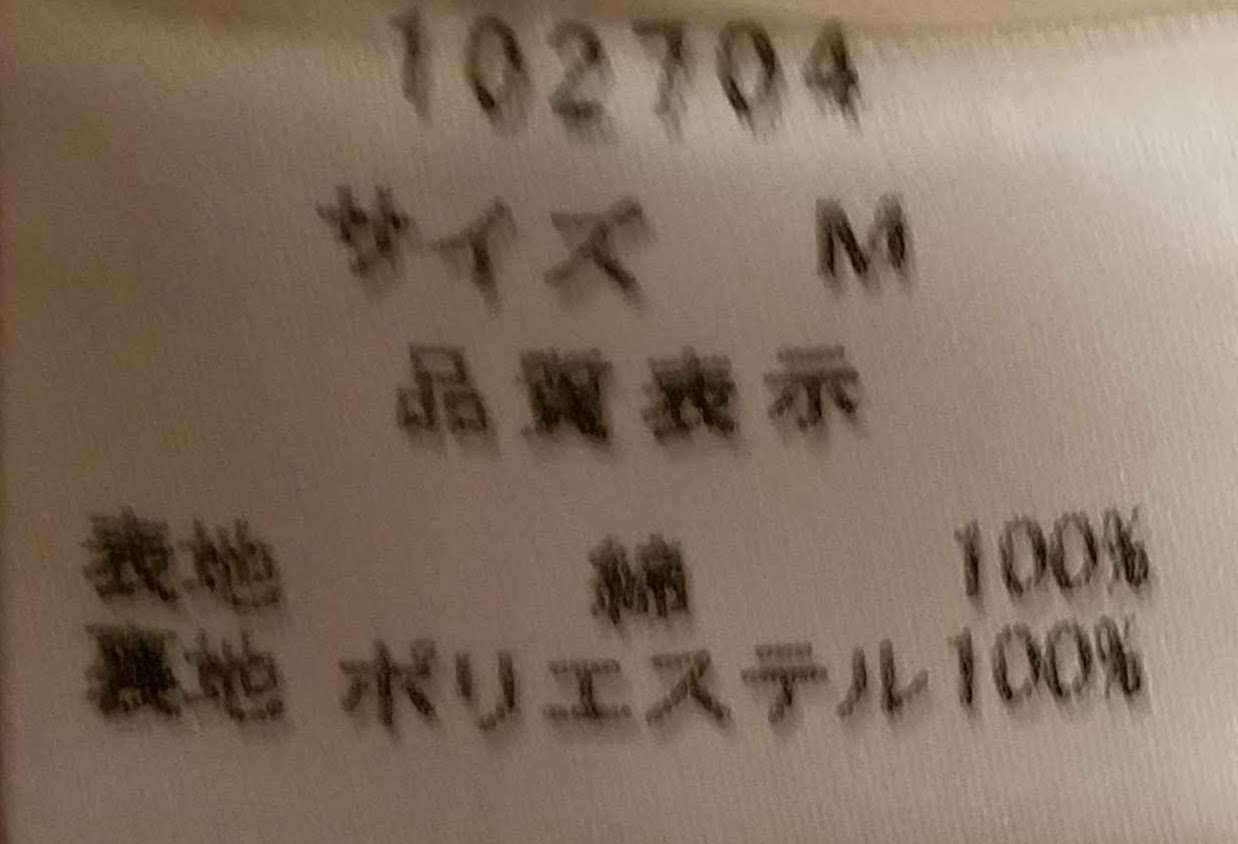 102704
サイズ M
品質表示
表地 綿 100%
裏地 ポリエステル100%